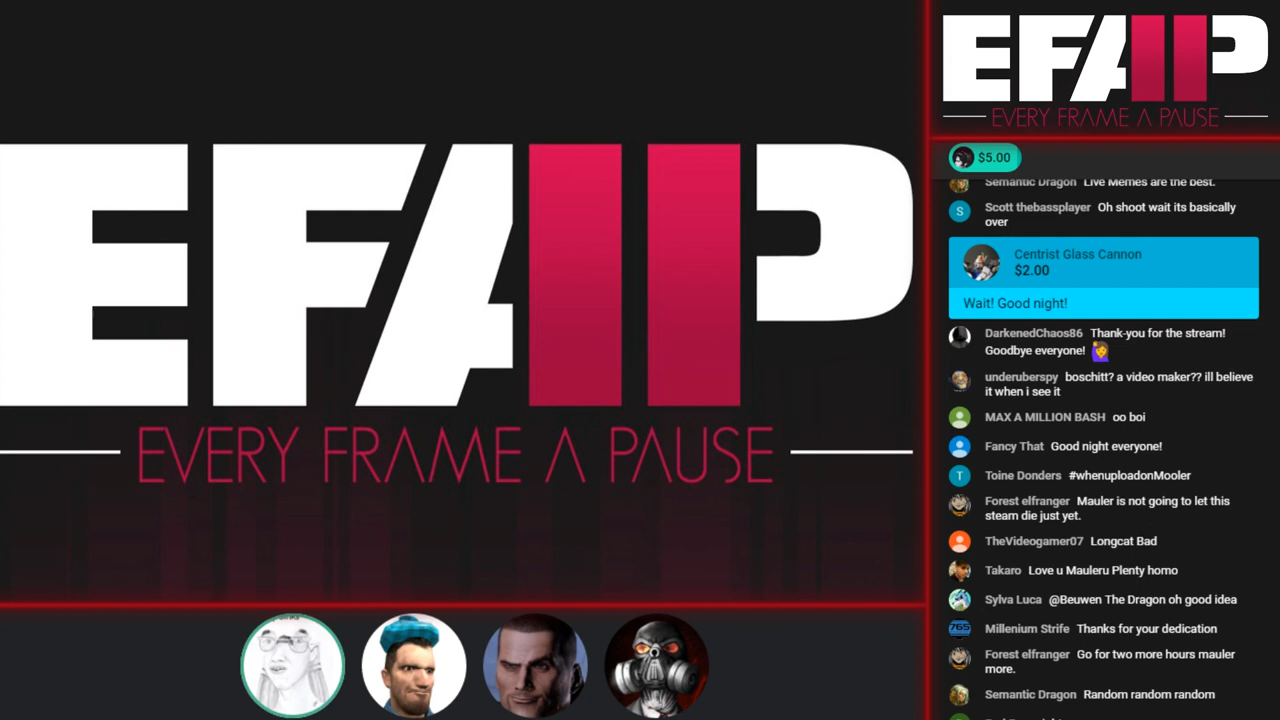 EFAP
EVERY FRAME A PAUSE
EFAP
EVERY FRAME A PAUSE
$5.00
Semantic Dragon Live Memes are the best.
S
Scott thebassplayer Oh shoot wait its basically
over
Centrist Glass Cannon
$2.00
Wait! Good night!
DarkenedChaos86 Thank-you for the stream!
Goodbye everyone!
underuberspy boschitt? a video maker?? ill believe
it when i see it
MAX A MILLION BASH oo boi
Fancy That Good night everyone!
T
Toine Donders #whenuploadonMooler
Forest elfranger Mauler is not going to let this
steam die just yet.
TheVideogamer07 Longcat Bad
Takaro Love u Mauleru Plenty homo
Sylva Luca @Beuwen The Dragon oh good idea
765
Millenium Strife Thanks for your dedication
Forest elfranger Go for two more hours mauler
more.
Semantic Dragon Random random random